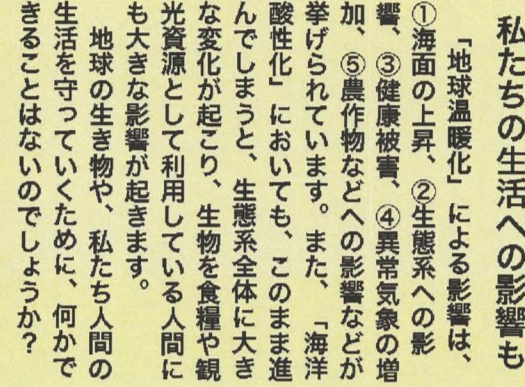 私たちの生活への影響も
「地球温暖化」による影響は、
①海面の上昇、②生態系への影
響、③健康被害、④異常気象の増
加、⑤農作物などへの影響などが
挙げられています。また、「海洋
酸性化」においても、このまま進
んでしまうと、生態系全体に大き
な変化が起こり、生物を食糧や観
光資源として利用している人間に
も大きな影響が起きます。
地球の生き物や、私たち人間の
生活を守っていくために、何かで
きることはないのでしょうか？